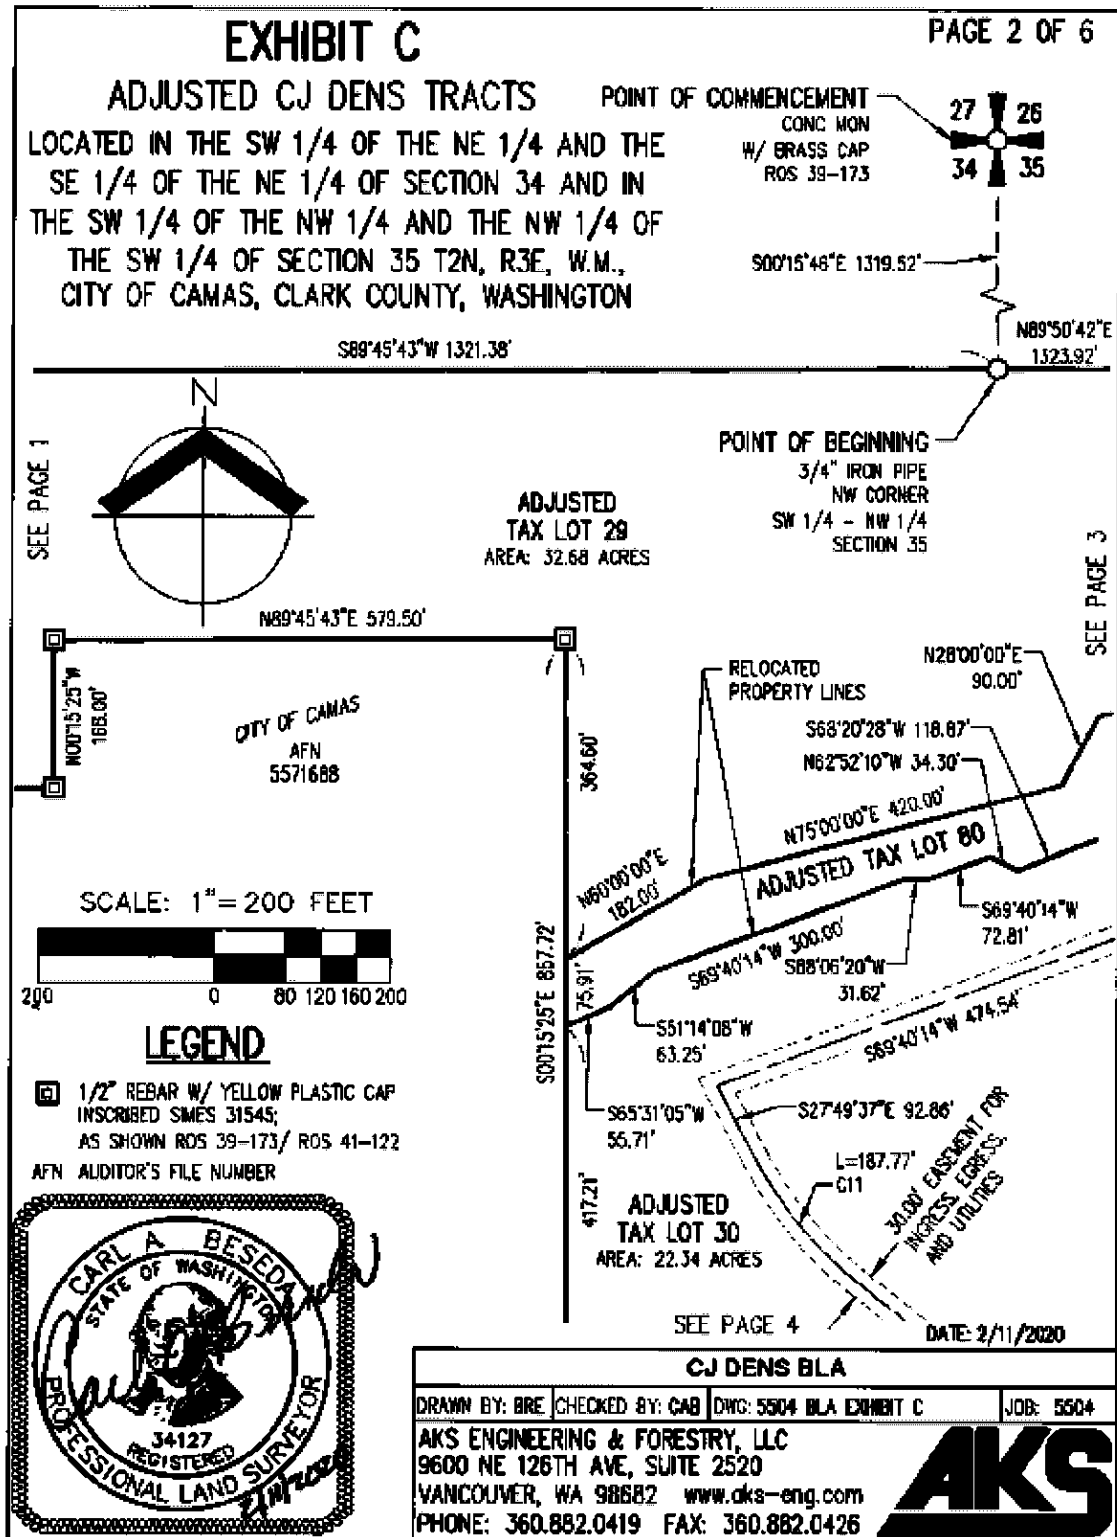 EXHIBIT C
PAGE 2 OF 6
ADJUSTED CJ DENS TRACTS
LOCATED IN THE SW 1/4 OF THE NE 1/4 AND THE
SE 1/4 OF THE NE 1/4 OF SECTION 34 AND IN
THE SW 1/4 OF THE NW 1/4 AND THE NW 1/4 OF
THE SW 1/4 OF SECTION 35 T2N, R3E, W.M.,
CITY OF CAMAS, CLARK COUNTY, WASHINGTON
POINT OF COMMENCEMENT
CONC MON
W/ BRASS CAP
ROS 39-173
27 26
34 35
S00°15'46"E 1319.52'
N89°50'42"E
1323.92'
S89°45'43"W 1321.38'
N
SEE PAGE 1
POINT OF BEGINNING
3/4" IRON PIPE
NW CORNER
SW 1/4 - NW 1/4
SECTION 35
ADJUSTED
TAX LOT 29
AREA: 32.68 ACRES
SEE PAGE 3
N89°45'43"E 579.50'
N00°15'25"W
168.00'
CITY OF CAMAS
AFN
5571688
364.60'
RELOCATED
PROPERTY LINES
N28°00'00"E
90.00'
S68°20'28"W 118.87'
N62°52'10"W 34.30'
N75°00'00"E 420.00'
ADJUSTED TAX LOT 80
N60°00'00"E
182.00'
S69°40'14"W 300.00'
S69°40'14"W
72.81'
S88°06'20"W
31.62'
SCALE: 1"=200 FEET
200 0 80 120 160 200
S00°15'25"E 857.72'
75.91'
S51°14'08"W
63.25'
S69°40'14"W 474.54'
LEGEND
1/2" REBAR W/ YELLOW PLASTIC CAP
INSCRIBED SMES 31545;
AS SHOWN ROS 39-173/ ROS 41-122
AFN AUDITOR'S FILE NUMBER
S65°31'05"W
55.71'
S27°49'37"E 92.86'
L=187.77'
C11
30.00' EASEMENT FOR
INGRESS, EGRESS,
AND UTILITIES
417.21'
ADJUSTED
TAX LOT 30
AREA: 22.34 ACRES
SEE PAGE 4
DATE: 2/11/2020
CARL A BESEDA
STATE OF WASHINGTON
34127
REGISTERED
PROFESSIONAL LAND SURVEYOR
CJ DENS BLA
DRAWN BY: BRE CHECKED BY: CAB DWG: 5504 BLA EXHIBIT C JOB: 5504
AKS ENGINEERING & FORESTRY, LLC
9600 NE 126TH AVE, SUITE 2520
VANCOUVER, WA 98682 www.aks-eng.com
PHONE: 360.882.0419 FAX: 360.882.0426
AKS